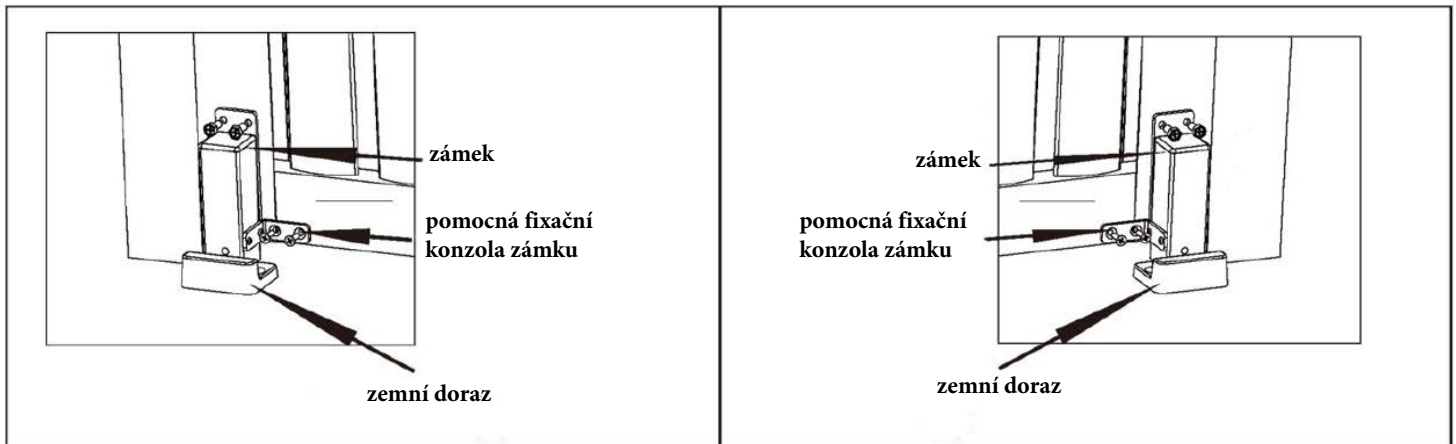 zámek
pomocná fixační
konzola zámku
zemní doraz
zámek
pomocná fixační
konzola zámku
zemní doraz